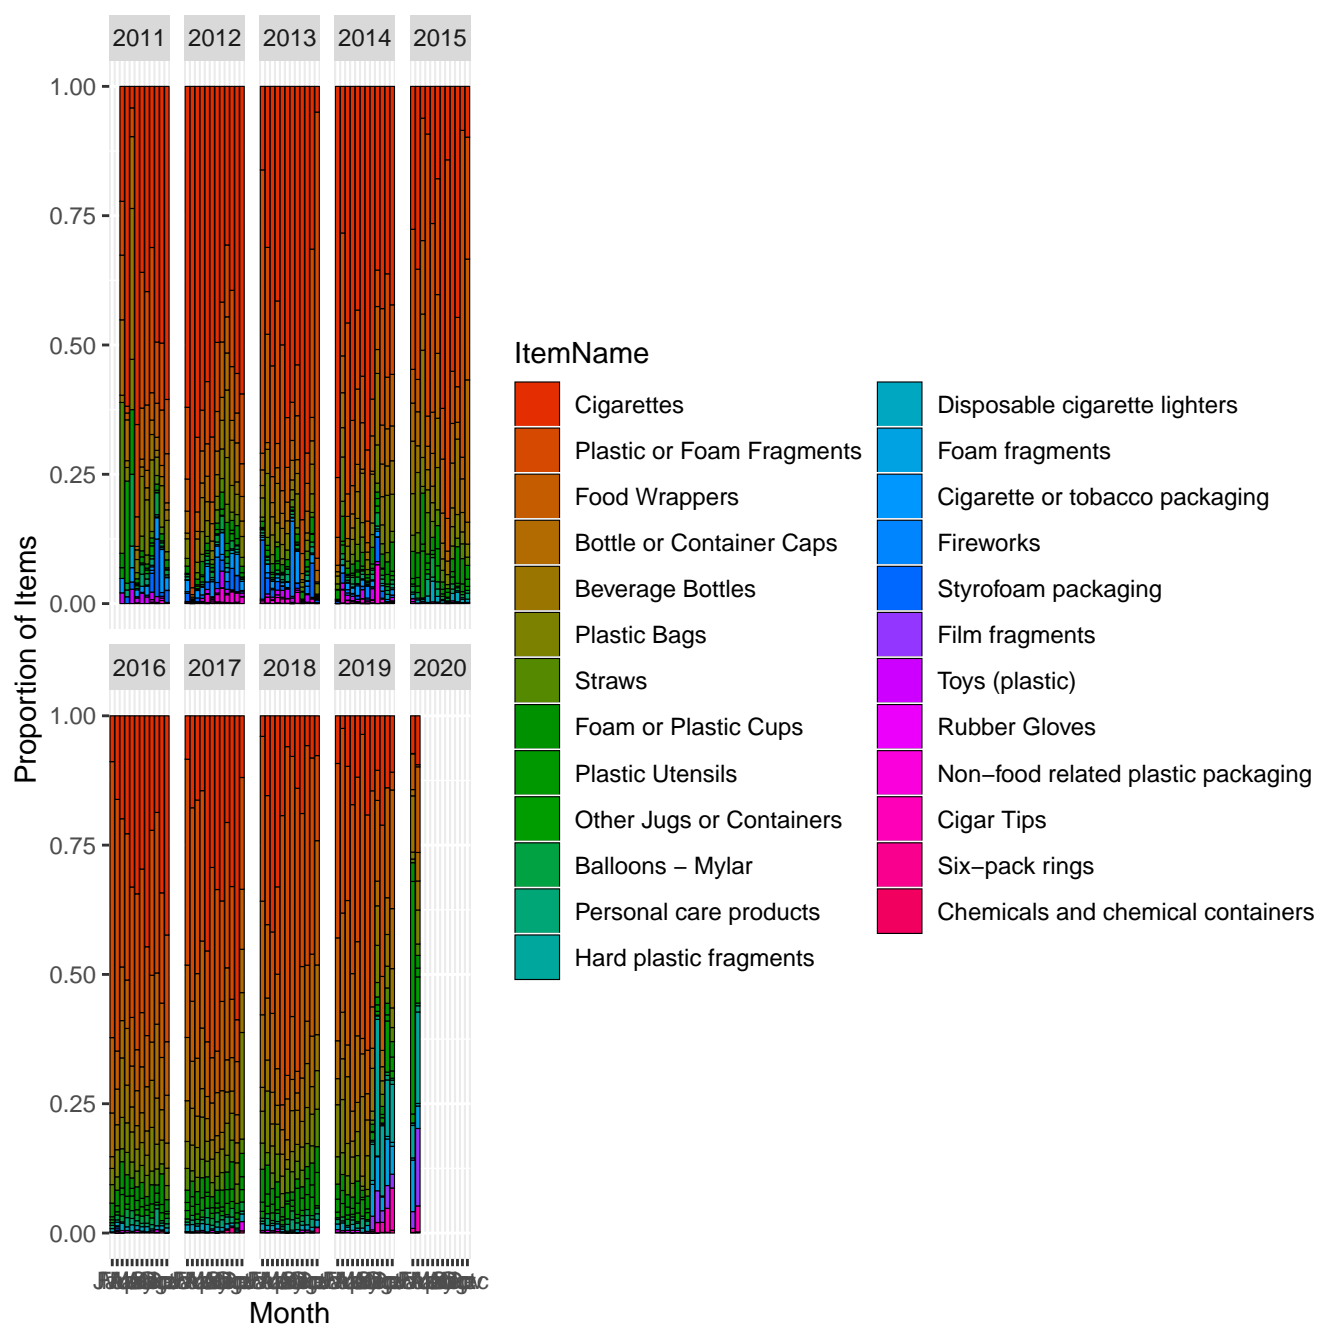 2011 2012 2013 2014 2015
1.00
0.75
0.50
0.25
0.00
Proportion of Items
2016 2017 2018 2019 2020
1.00
0.75
0.50
0.25
0.00
Month
ItemName
Cigarettes
Plastic or Foam Fragments
Food Wrappers
Bottle or Container Caps
Beverage Bottles
Plastic Bags
Straws
Foam or Plastic Cups
Plastic Utensils
Other Jugs or Containers
Balloons − Mylar
Personal care products
Hard plastic fragments
Disposable cigarette lighters
Foam fragments
Cigarette or tobacco packaging
Fireworks
Styrofoam packaging
Film fragments
Toys (plastic)
Rubber Gloves
Non−food related plastic packaging
Cigar Tips
Six−pack rings
Chemicals and chemical containers